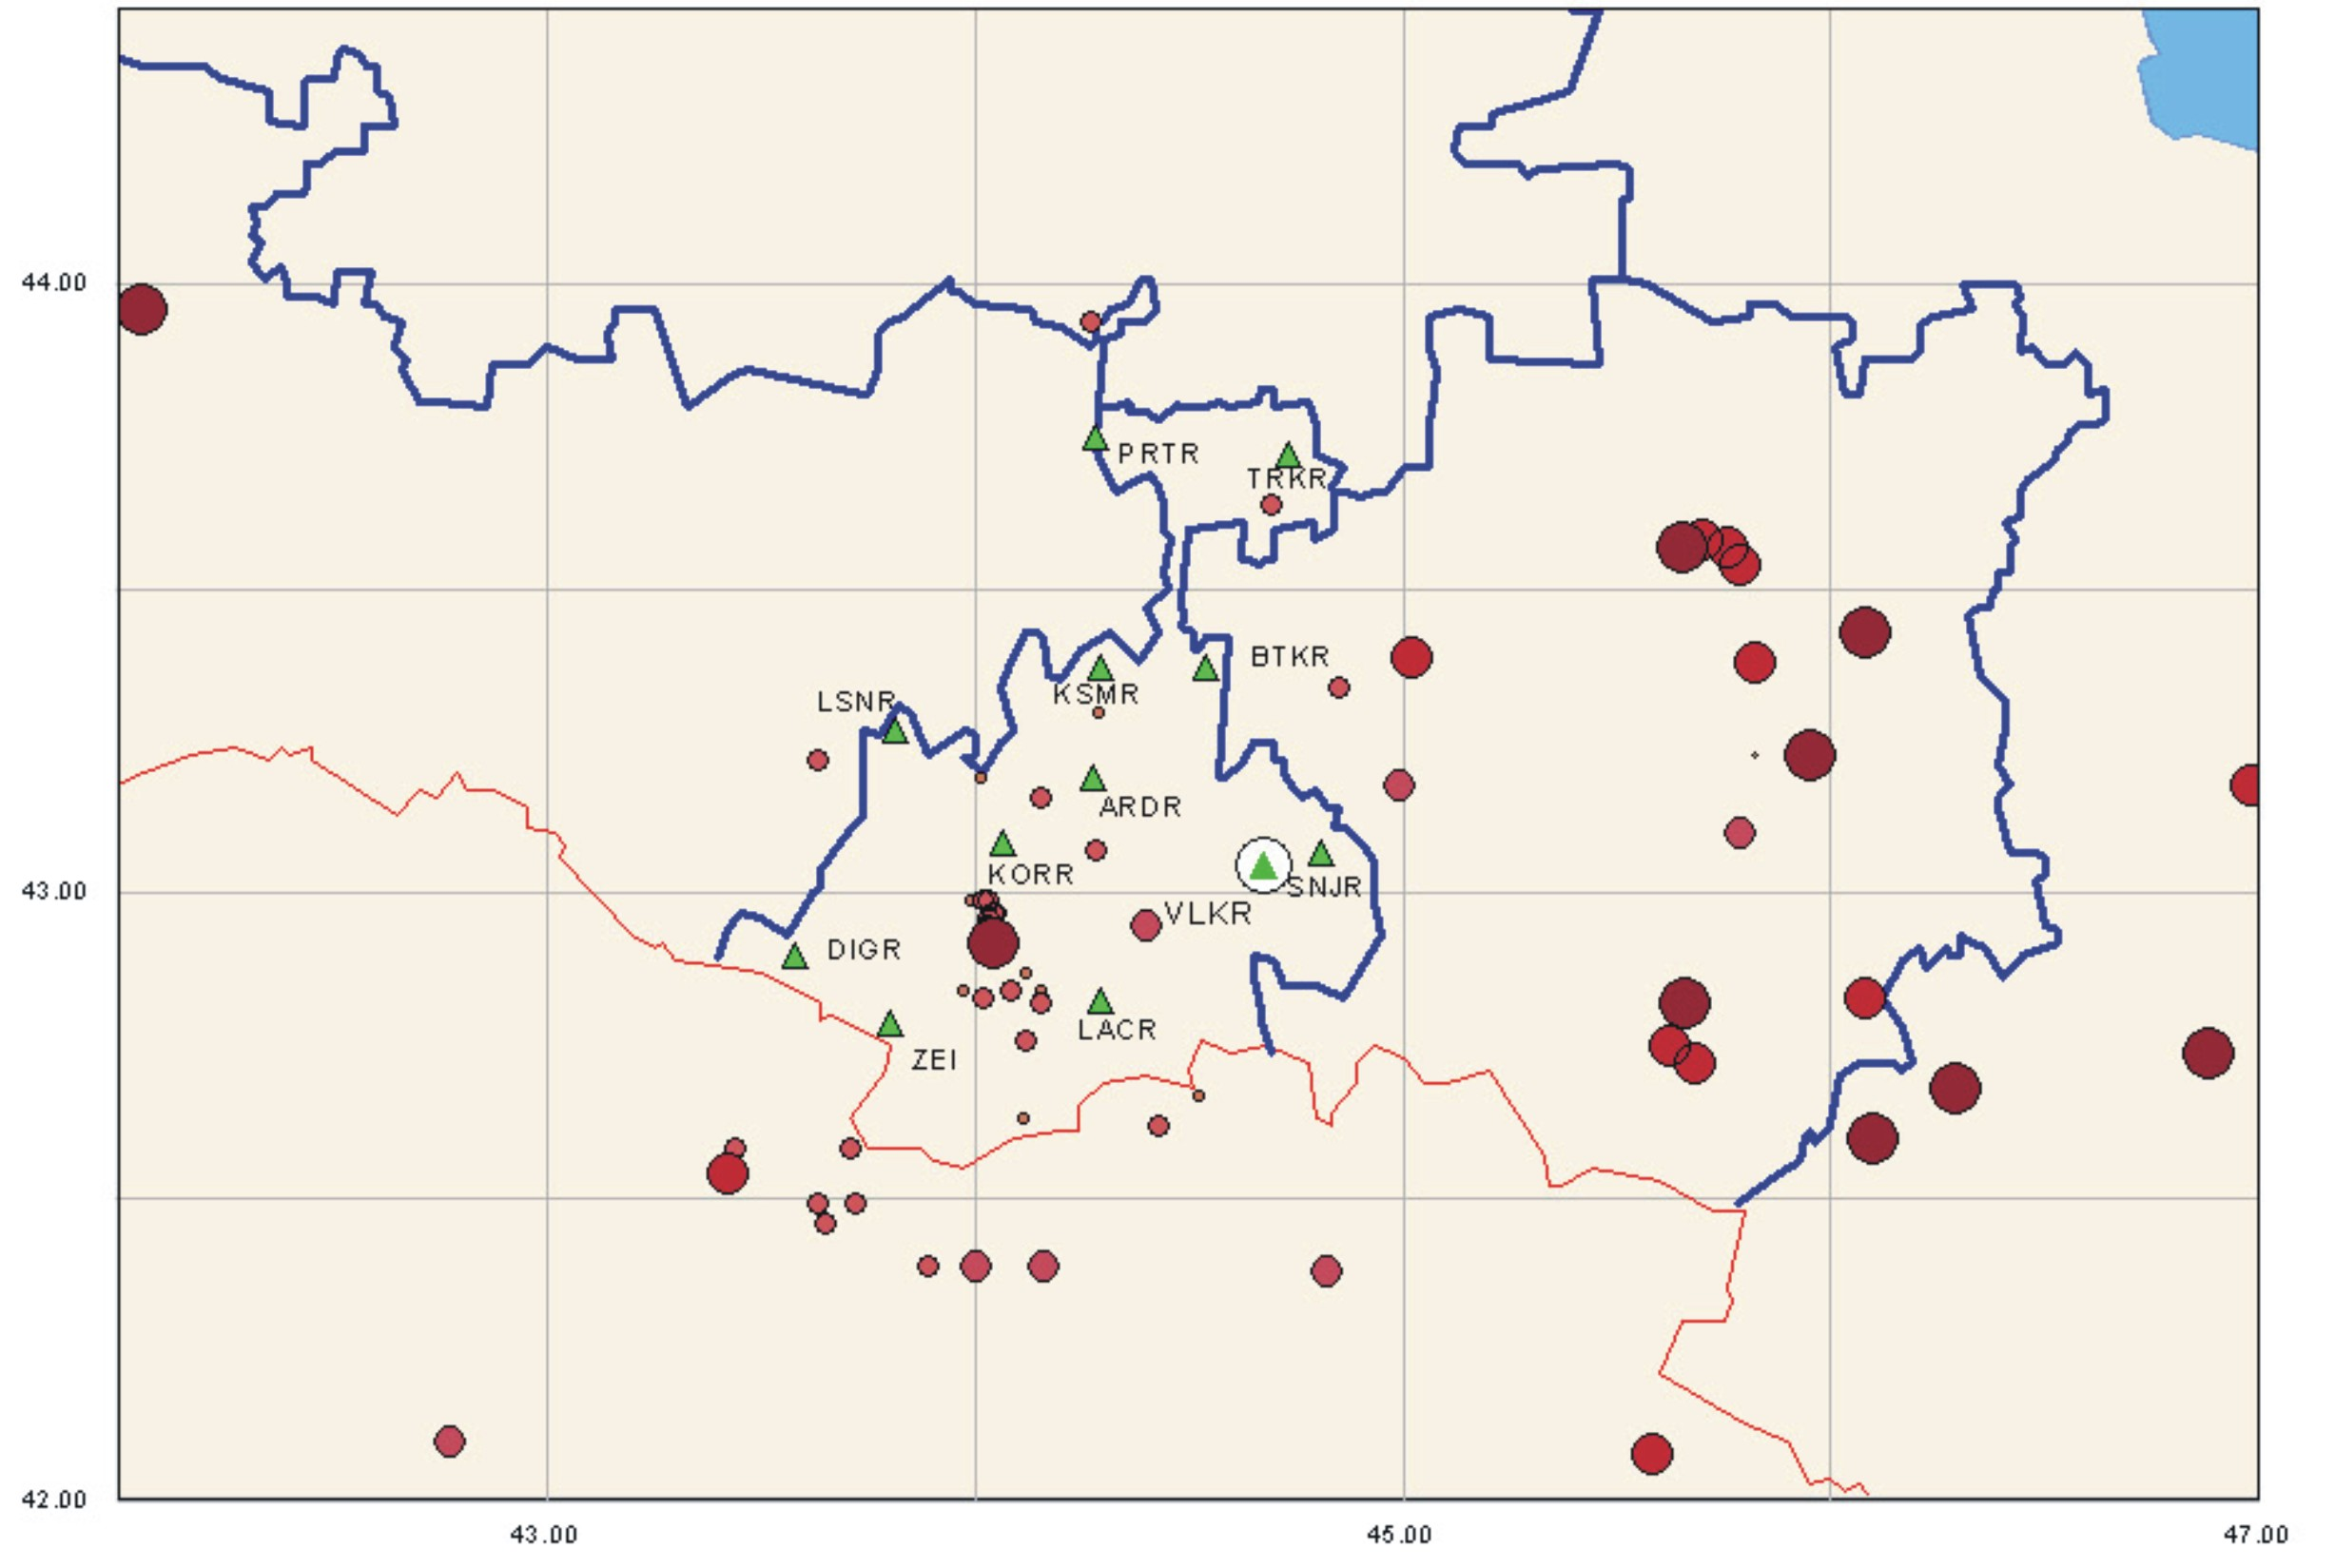 44.00
PRTR
TRKR
BTKR
KSMR
LSNR
ARDR
KORR
SNJR
43.00
VLKR
DIGR
LACR
ZEI
42.00
43.00
45.00
47.00